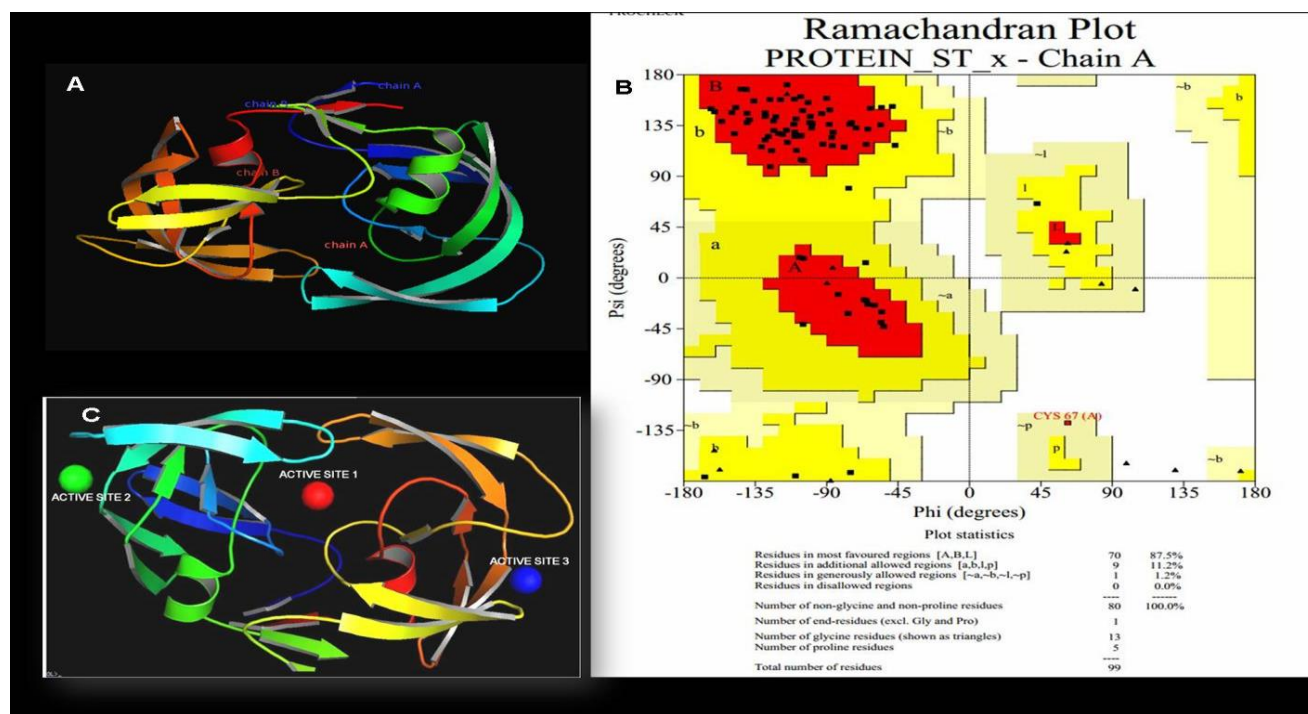 A
chain A
chain B
chain B
chain A
PROCHECK
Ramachandran Plot
PROTEIN_ST_x - Chain A
B
180
135
90
45
0
-45
-90
-135
-180
Psi (degrees)
B
b
~b
~b
b
b
~l
l
L
a
A
~a
~b
b
CYS 67 (A)
~p
p
~b
-180
-135
-90
-45
0
45
90
135
180
Phi (degrees)
Plot statistics
Residues in most favoured regions [A,B,L] 70 87.5%
Residues in additional allowed regions [a,b,l,p] 9 11.2%
Residues in generously allowed regions [~a,~b,~l,~p] 1 1.2%
Residues in disallowed regions 0 0.0%
---- ------
Number of non-glycine and non-proline residues 80 100.0%
Number of end-residues (excl. Gly and Pro) 1
Number of glycine residues (shown as triangles) 13
Number of proline residues 5
----
Total number of residues 99
C
ACTIVE SITE 1
ACTIVE SITE 2
ACTIVE SITE 3